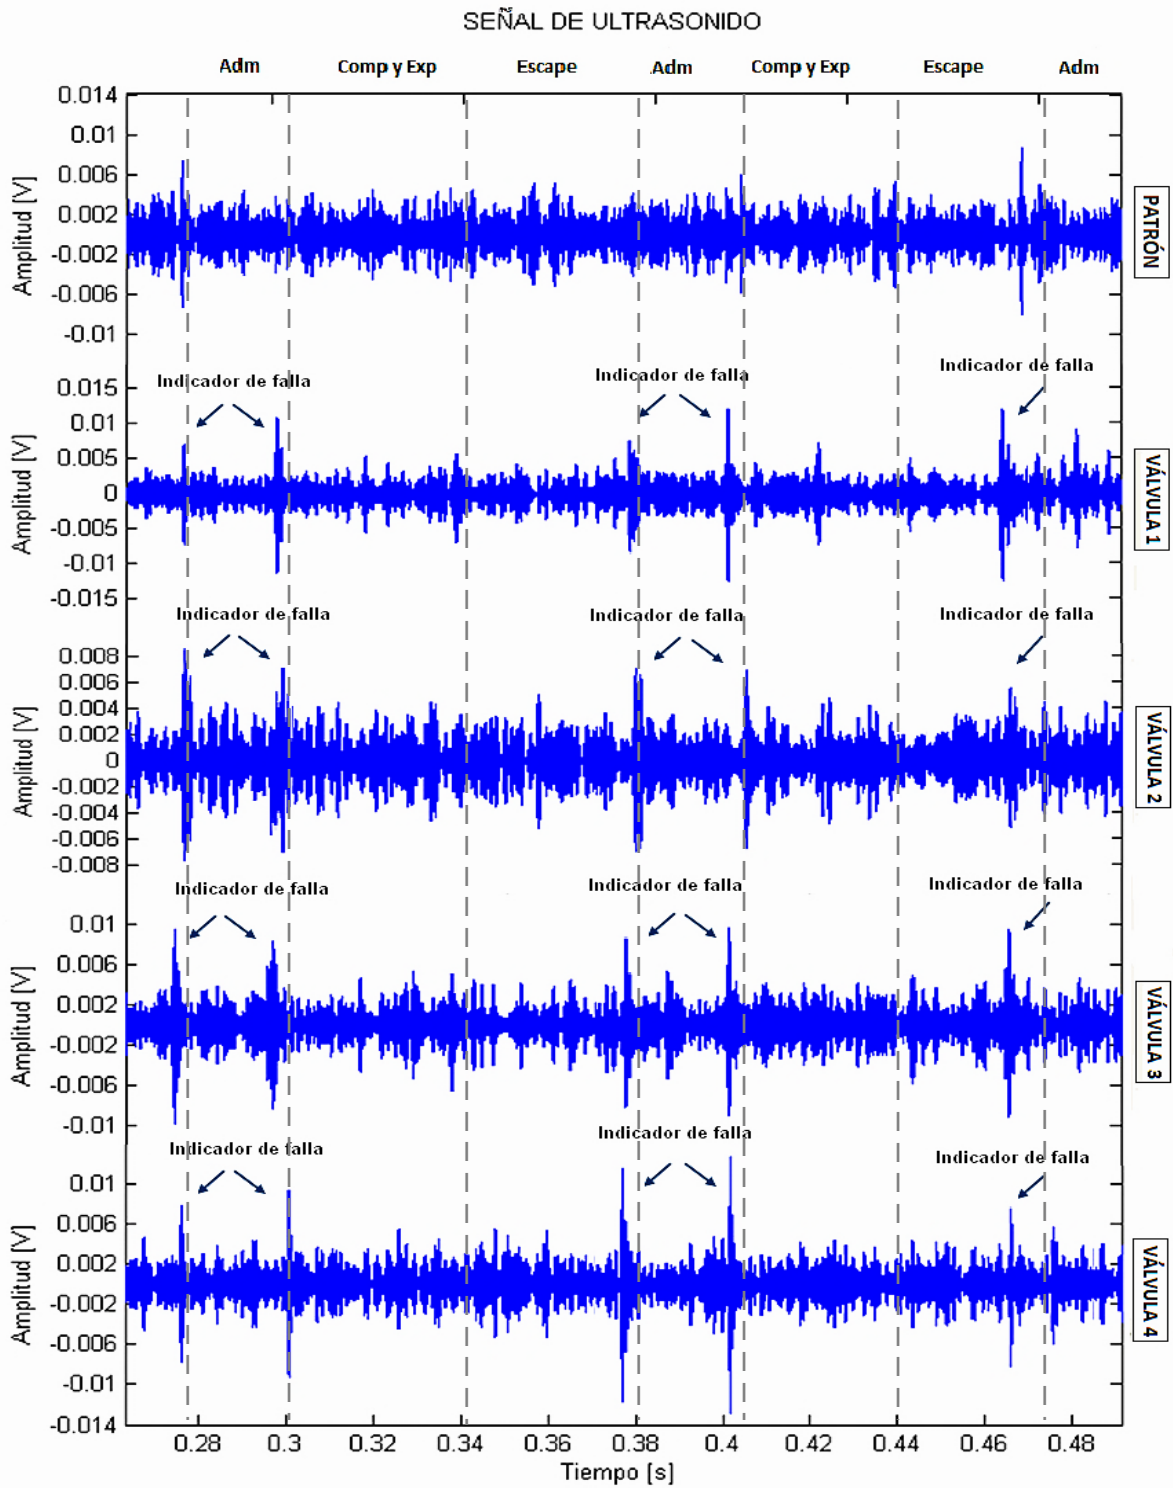 SEÑAL DE ULTRASONIDO
Adm Comp y Exp Escape Adm Comp y Exp Escape Adm
0.014
0.01
0.006
0.002
-0.002
-0.006
-0.01
Amplitud [V]
PATRÓN
Indicador de falla Indicador de falla Indicador de falla
0.015
0.01
0.005
0
-0.005
-0.01
-0.015
Amplitud [V]
VÁLVULA 1
Indicador de falla Indicador de falla Indicador de falla
0.008
0.006
0.004
0.002
0
-0.002
-0.004
-0.006
-0.008
Amplitud [V]
VÁLVULA 2
Indicador de falla Indicador de falla Indicador de falla
0.01
0.006
0.002
-0.002
-0.006
-0.01
Amplitud [V]
VÁLVULA 3
Indicador de falla Indicador de falla Indicador de falla
0.01
0.006
0.002
-0.002
-0.006
-0.01
-0.014
Amplitud [V]
VÁLVULA 4
0.28 0.3 0.32 0.34 0.36 0.38 0.4 0.42 0.44 0.46 0.48
Tiempo [s]